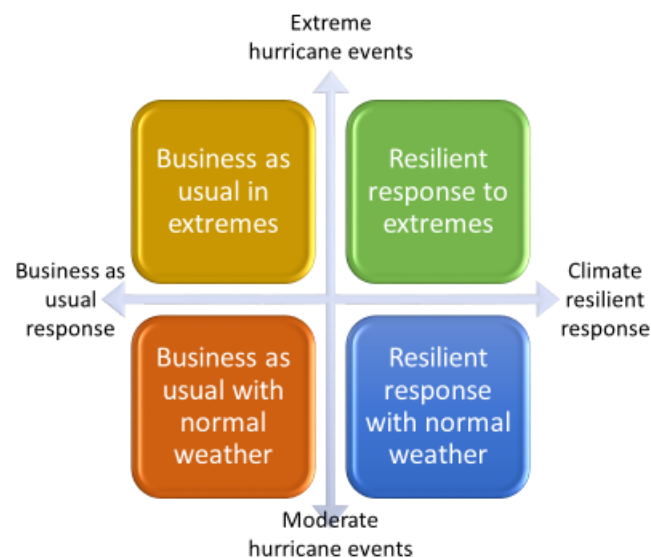 Extreme
hurricane events
Business as
usual in
extremes
Resilient
response to
extremes
Business as
usual
response
Climate
resilient
response
Business as
usual with
normal
weather
Resilient
response
with normal
weather
Moderate
hurricane events